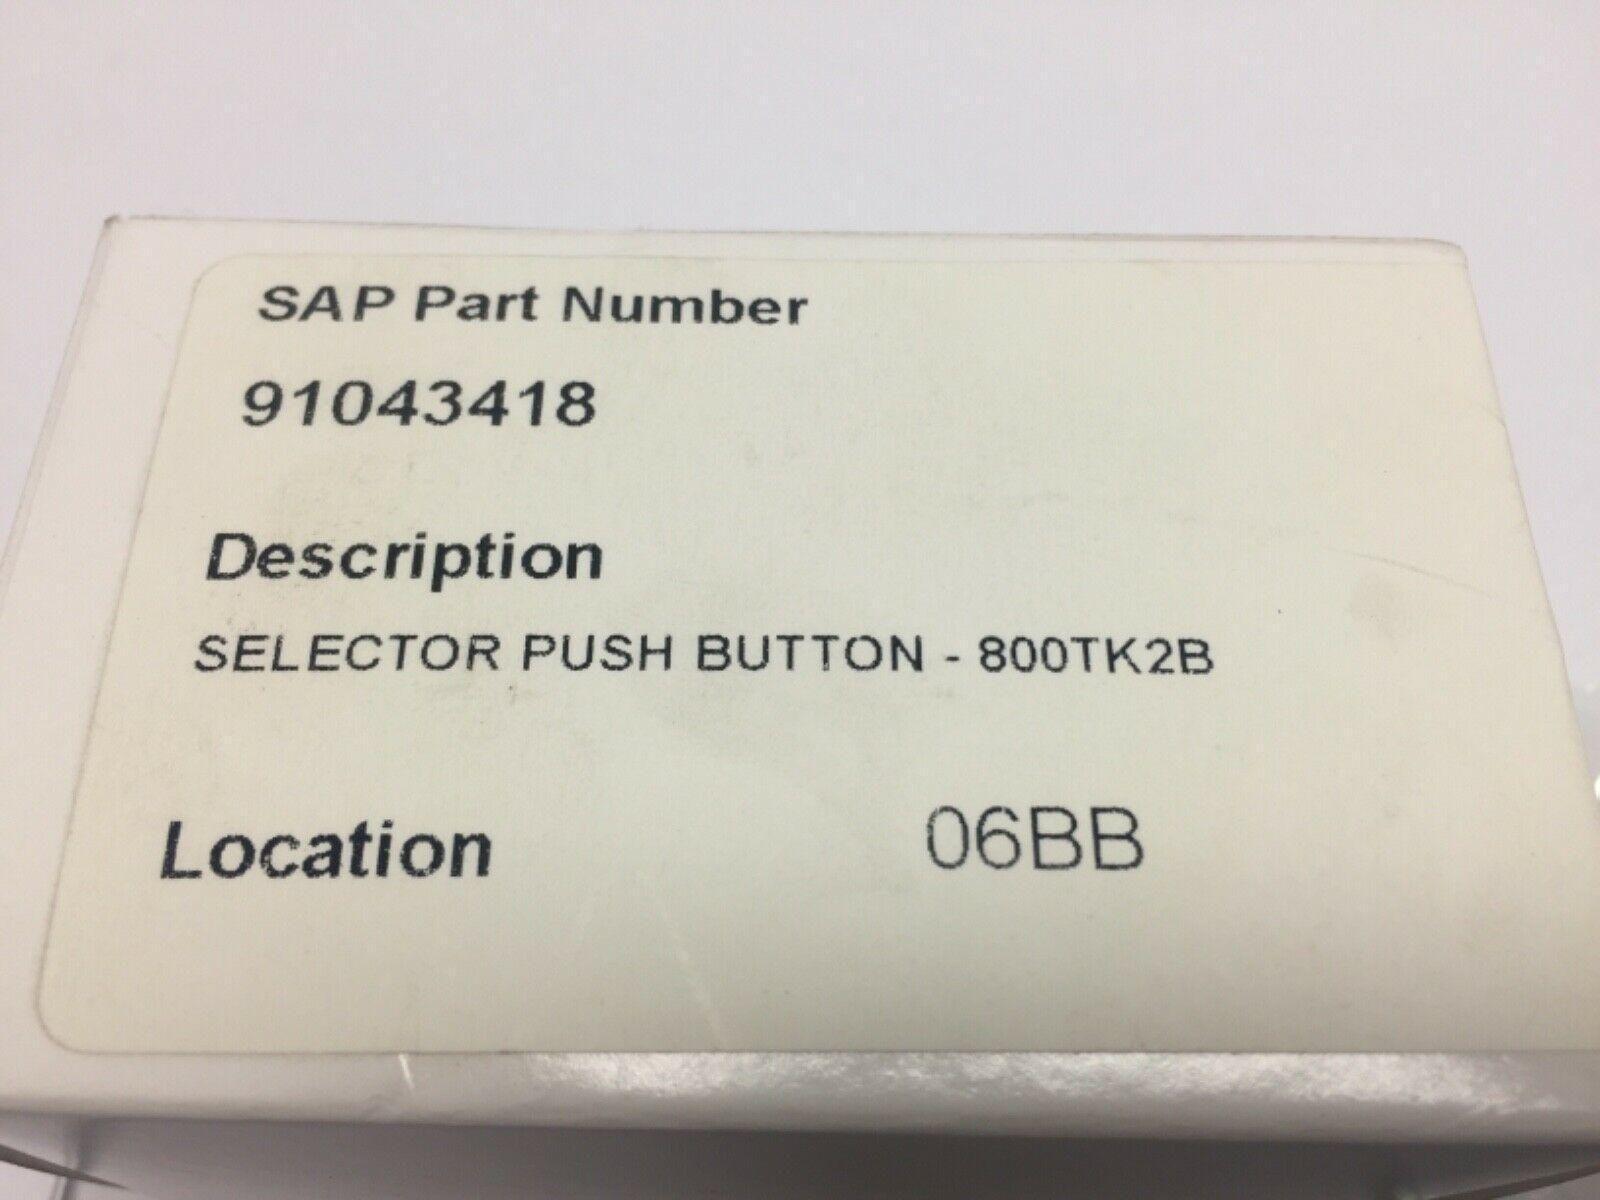 SAP Part Number
91043418
Description
SELECTOR PUSH BUTTON - 800TK2B
Location 06BB